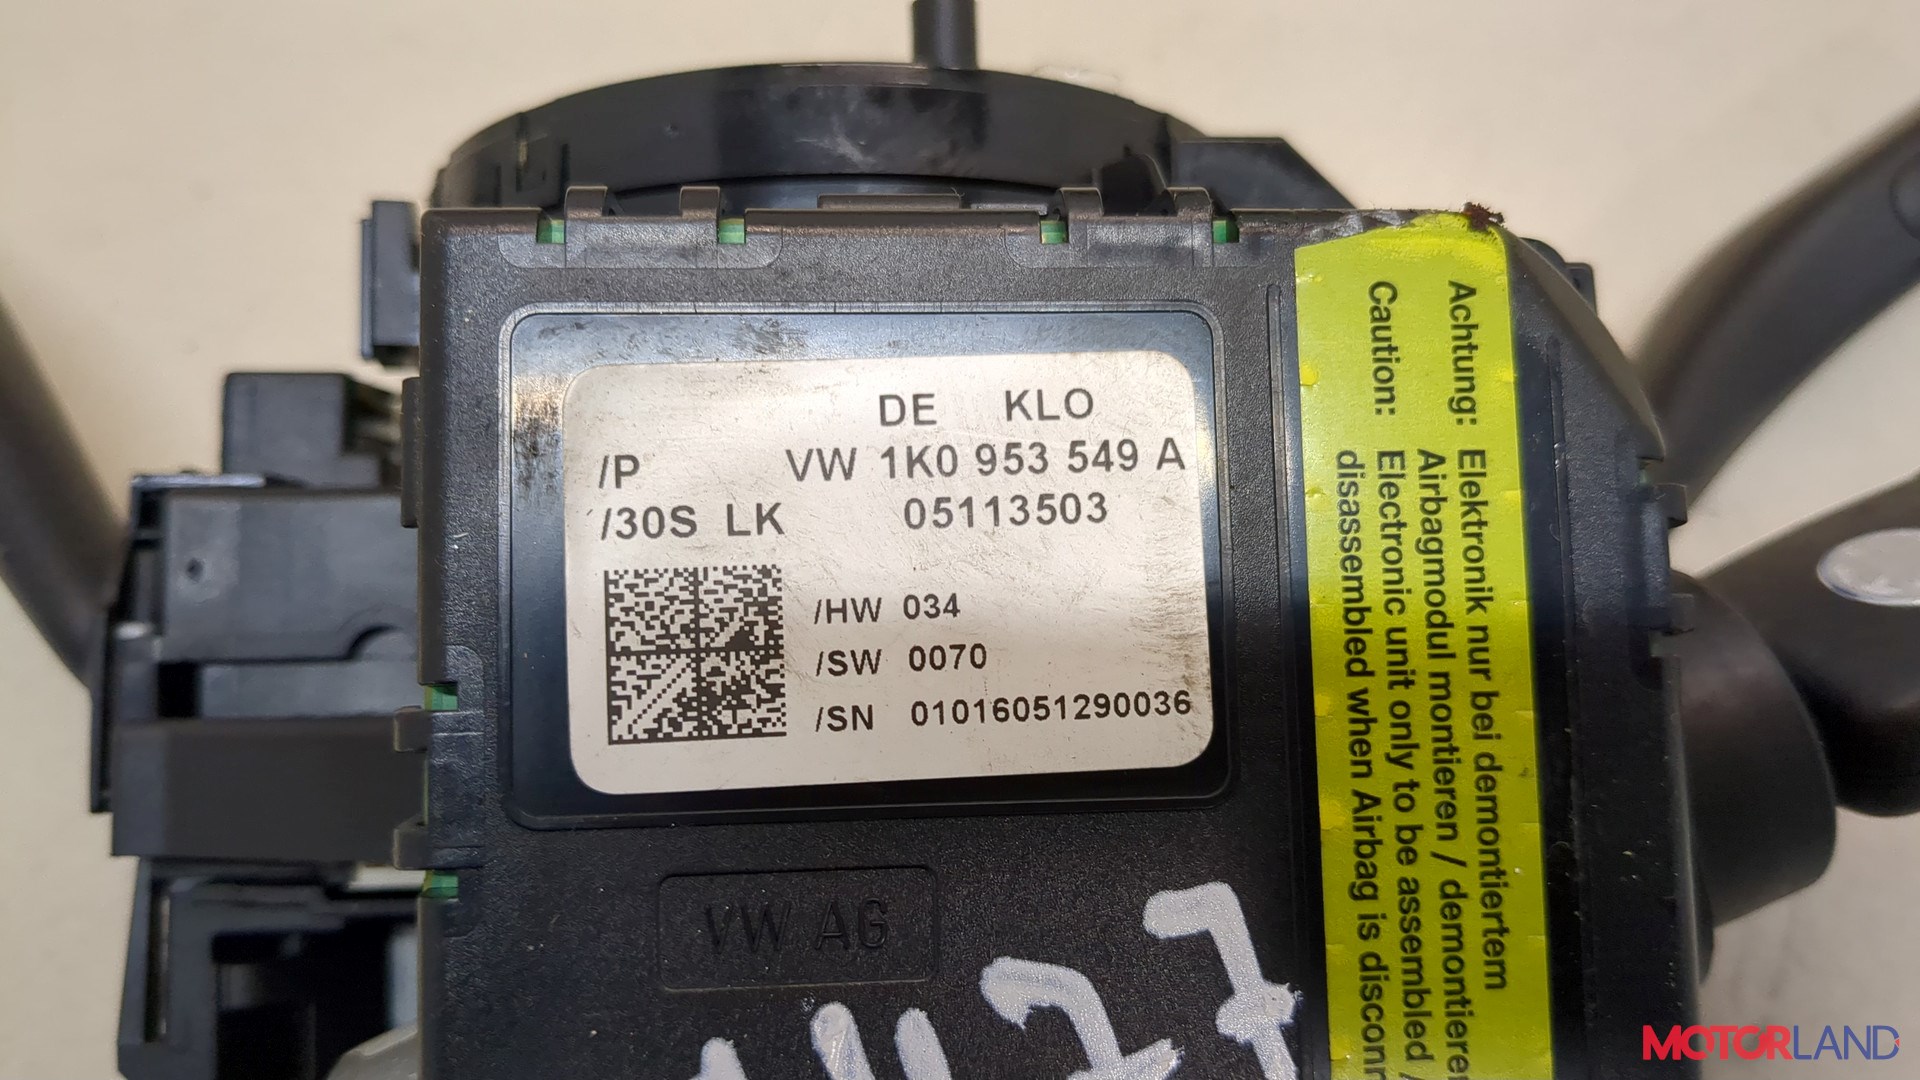 DE KLO
/P VW 1K0 953 549 A
/30S LK 05113503
/HW 034
/SW 0070
/SN 01016051290036
VW AG
Achtung: Elektronik nur bei demontiertem
Airbagmodul montieren / demontieren
Caution: Electronic unit only to be assembled /
disassembled when Airbag is
MOTORLAND